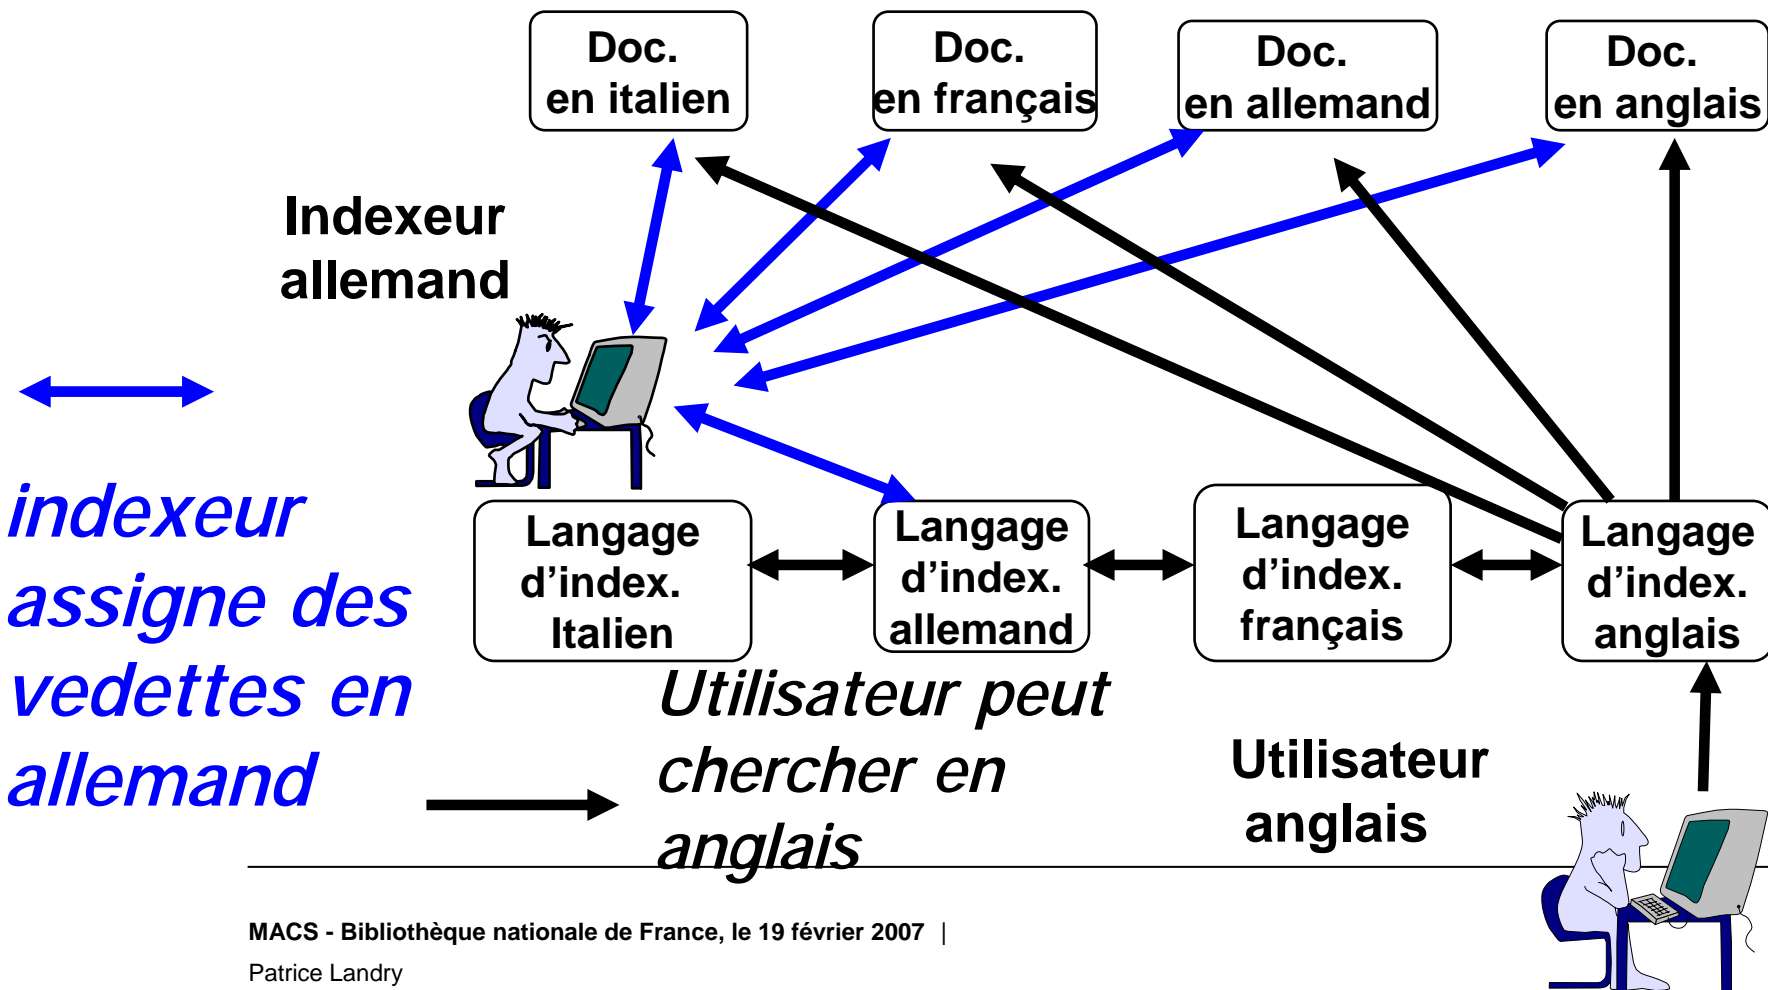 Doc.
en italien
Doc.
en français
Doc.
en allemand
Doc.
en anglais
Indexeur
allemand
indexeur
assigne des
vedettes en
allemand
Langage
d’index.
Italien
Langage
d’index.
allemand
Langage
d’index.
français
Langage
d’index.
anglais
Utilisateur peut
chercher en
anglais
Utilisateur
anglais
MACS - Bibliothèque nationale de France, le 19 février 2007 |
Patrice Landry